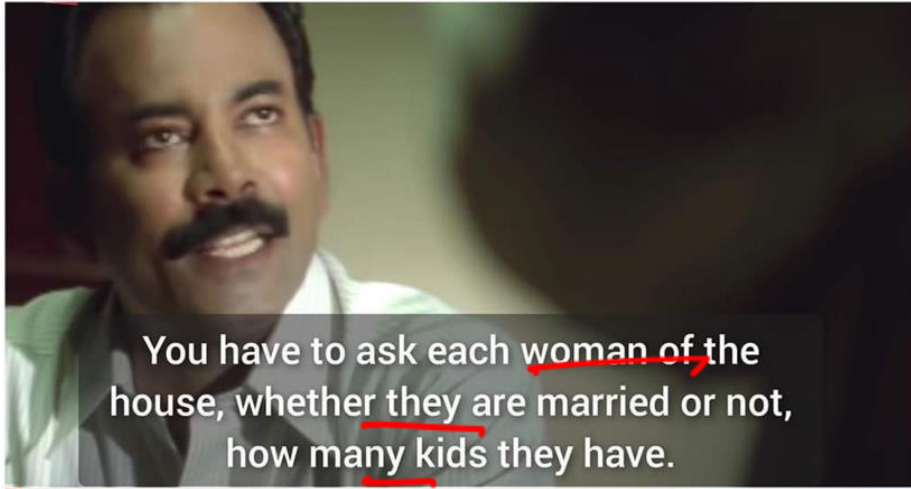 You have to ask each woman of the
house, whether they are married or not,
how many kids they have.